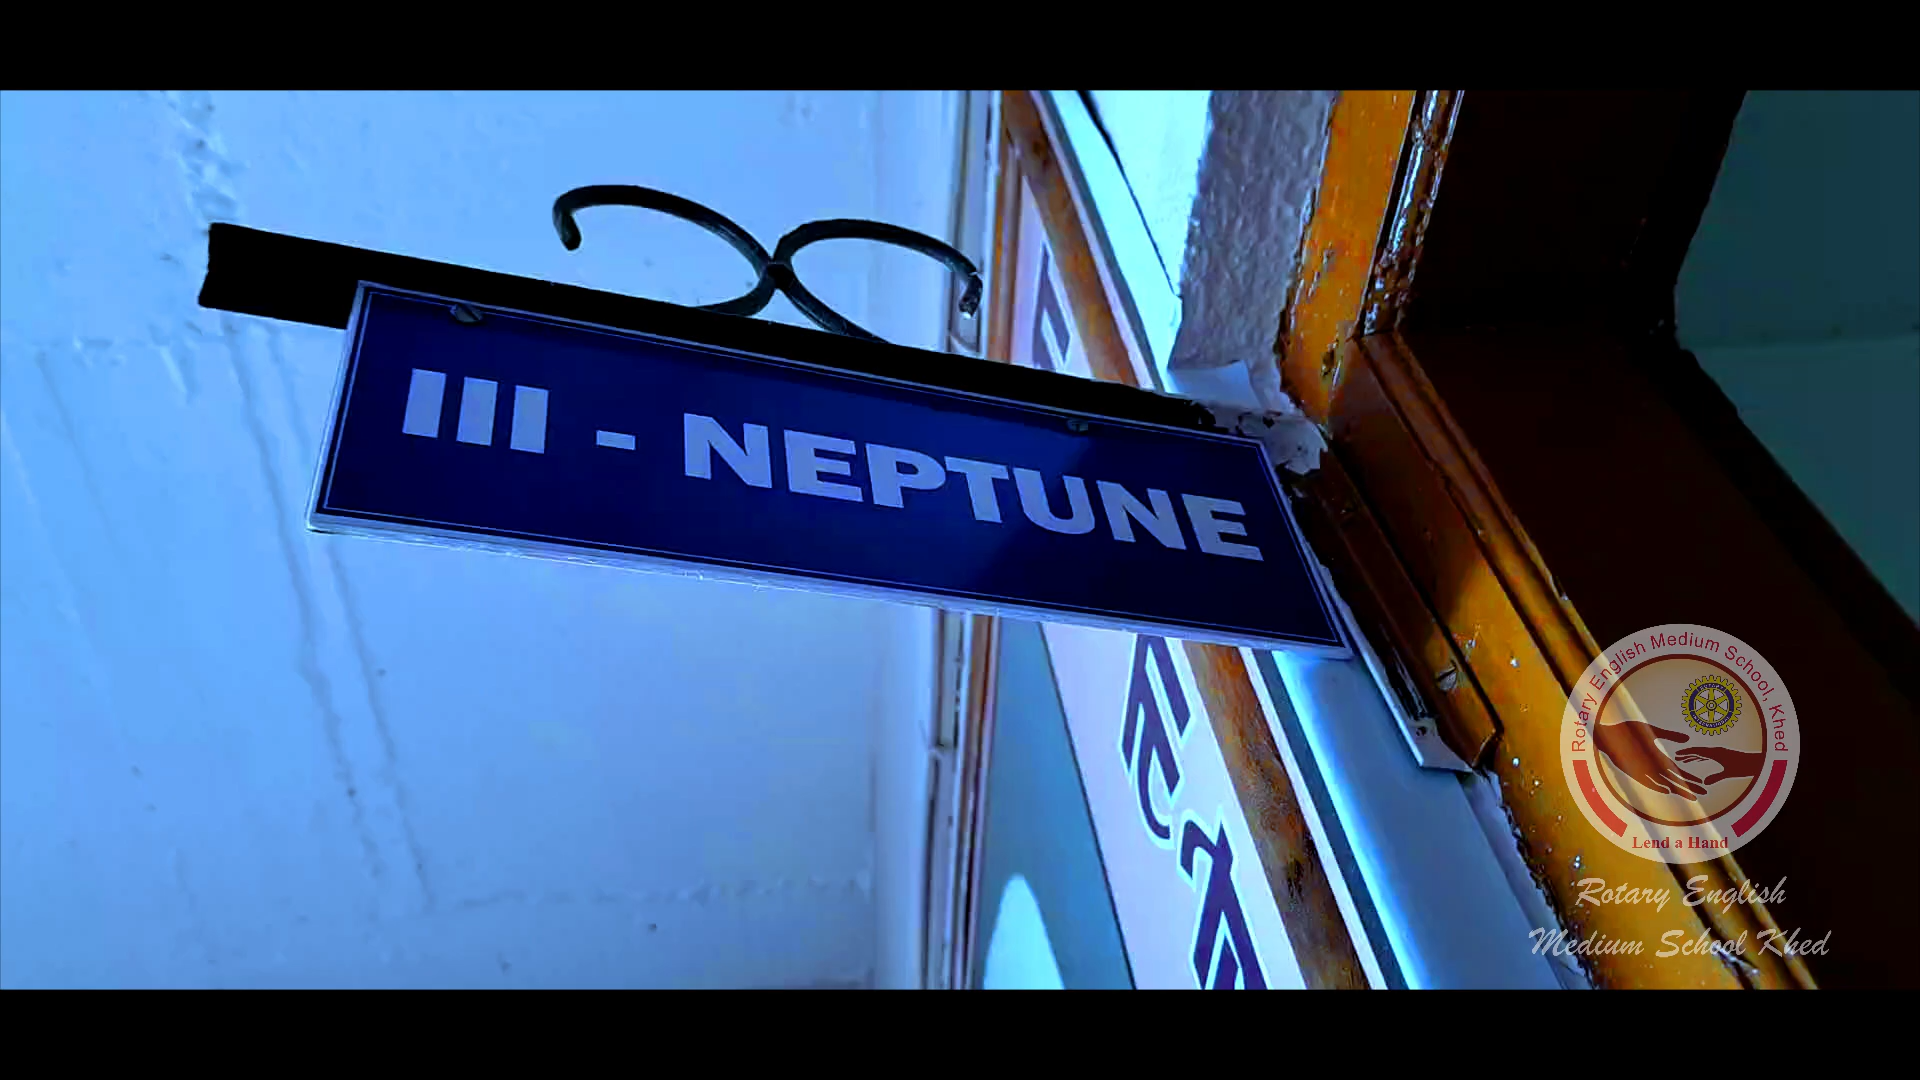 III - NEPTUNE
Rotary English Medium School, Khed
Lend a Hand
Rotary English
Medium School Khed